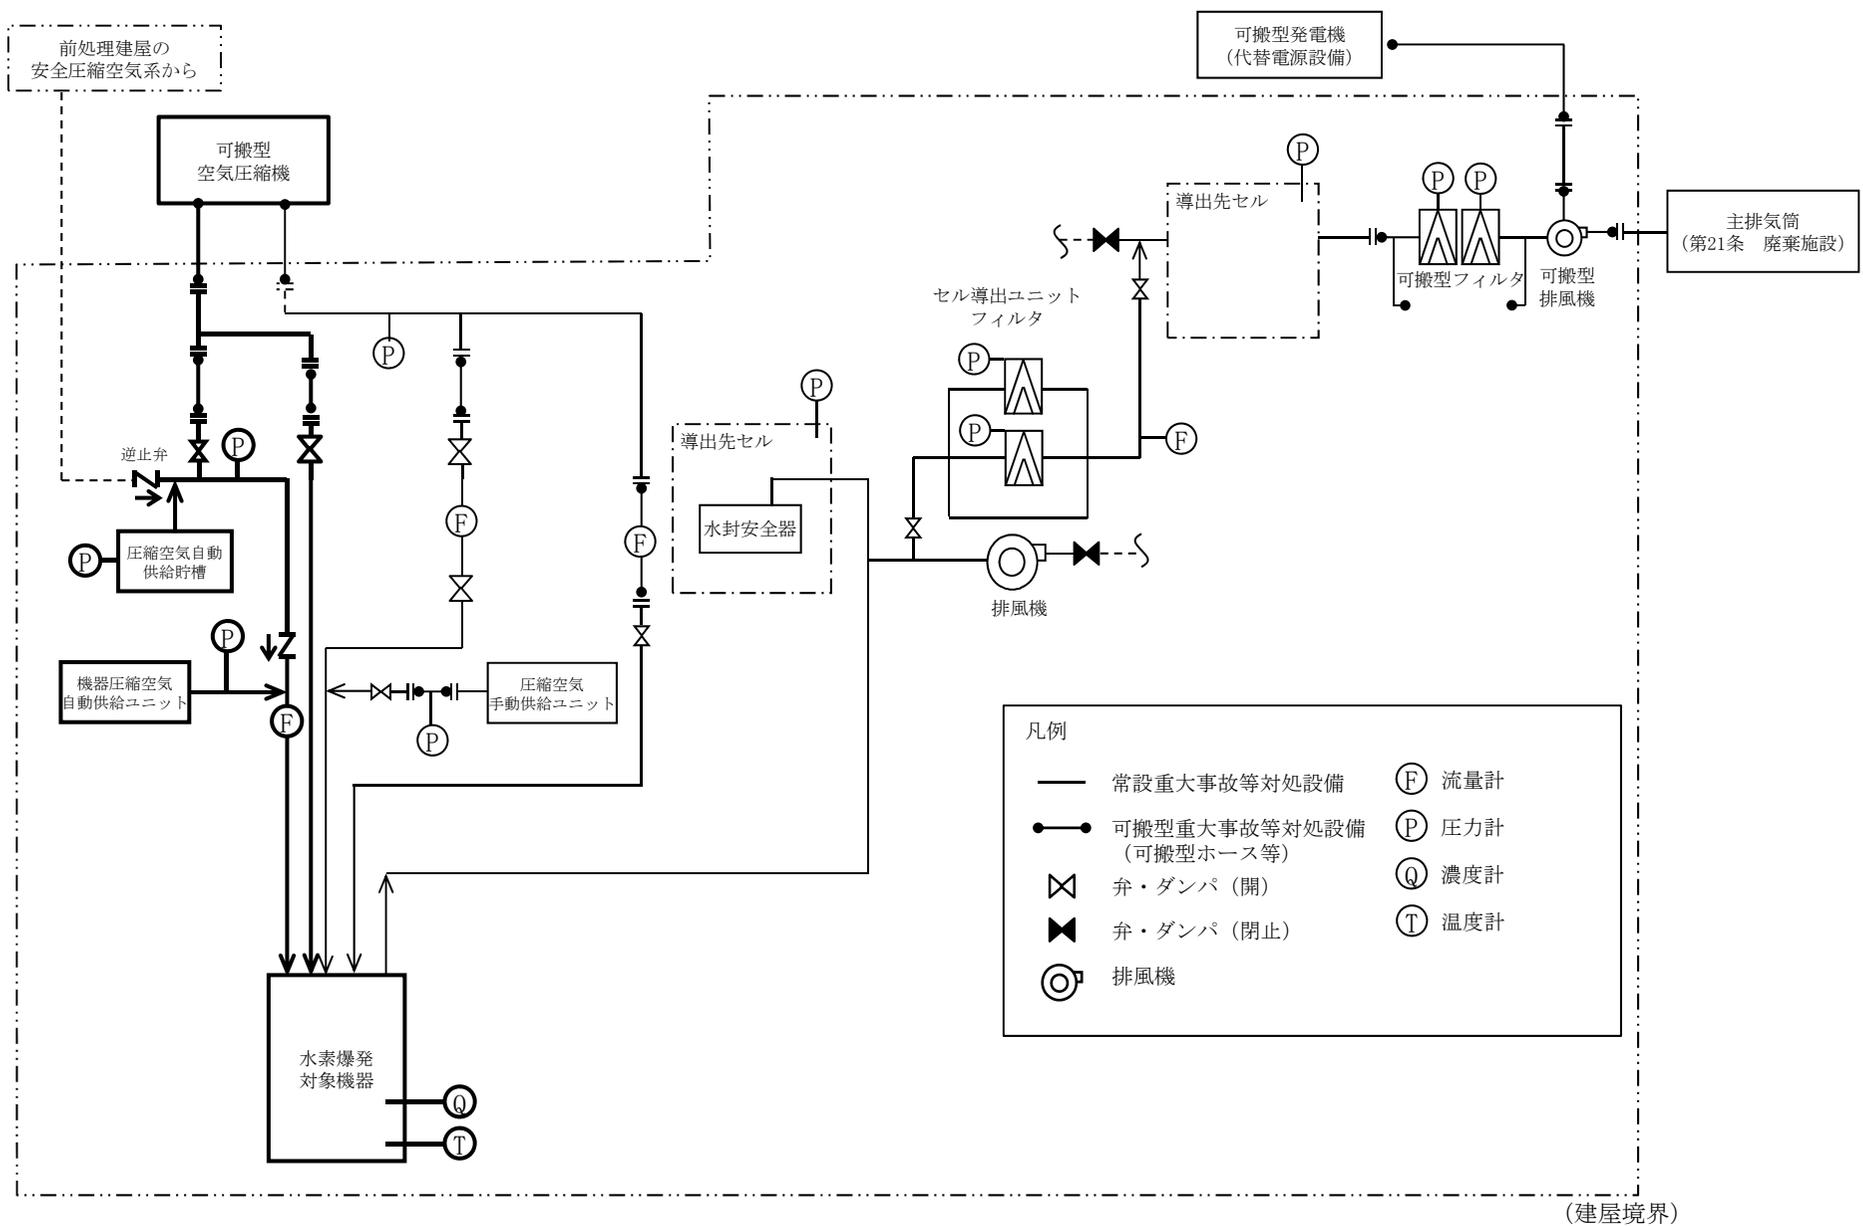 前処理建屋の
安全圧縮空気系から
可搬型発電機
（代替電源設備）
可搬型
空気圧縮機
P
導出先セル
P
P
主排気筒
（第21条　廃棄施設）
可搬型フィルタ
可搬型
排風機
セル導出ユニット
フィルタ
P
P
P
P
F
導出先セル
水封安全器
逆止弁
P
F
F
P
圧縮空気自動
供給貯槽
排風機
P
機器圧縮空気
自動供給ユニット
F
圧縮空気
手動供給ユニット
P
凡例
常設重大事故等対処設備
可搬型重大事故等対処設備
（可搬型ホース等）
弁・ダンパ（開）
弁・ダンパ（閉止）
排風機
F 流量計
P 圧力計
Q 濃度計
T 温度計
水素爆発
対象機器
Q
T
（建屋境界）